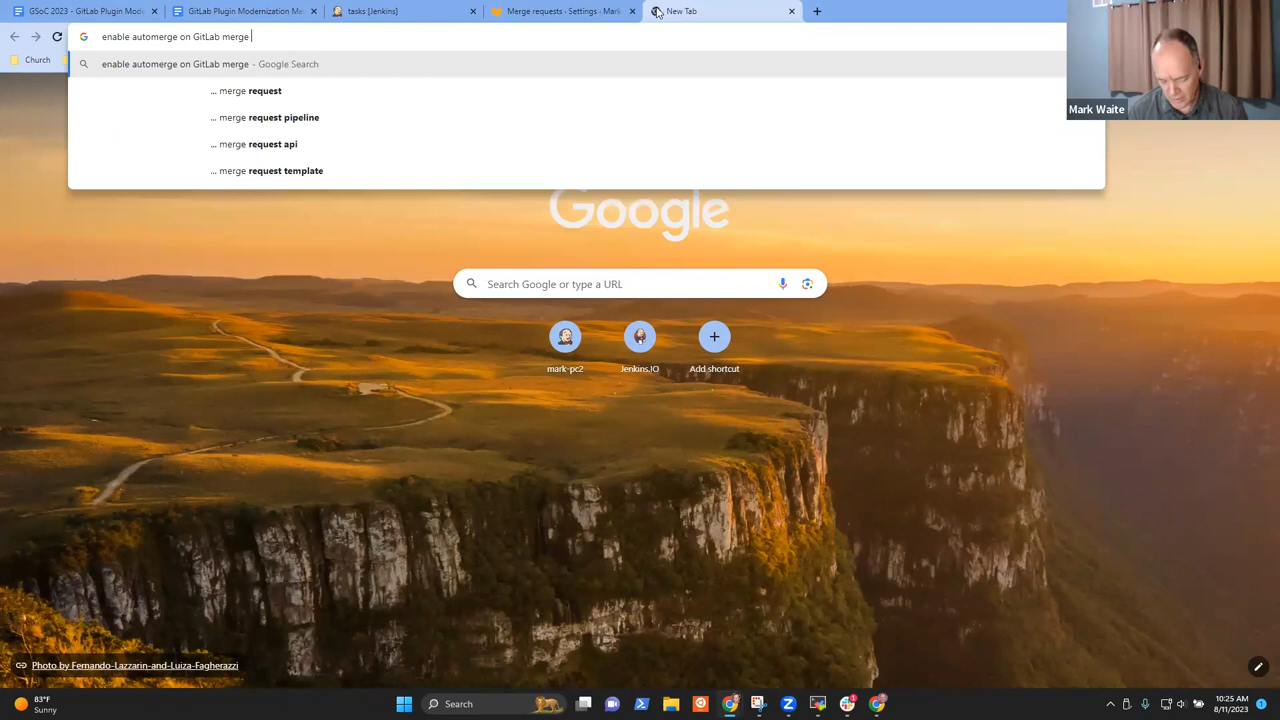 GSoC 2023 - GitLab Plugin Mode
GitLab Plugin Modernization Me
tasks [Jenkins]
Merge requests · Settings · Mark
New Tab
enable automerge on GitLab merge
Church
enable automerge on GitLab merge - Google Search
... merge request
... merge request pipeline
... merge request api
... merge request template
Mark Waite
Google
Search Google or type a URL
mark-pc2
Jenkins.IO
Add shortcut
Photo by Fernando-Lazzarin-and-Luiza-Fagherazzi
83°F
Sunny
Search
10:25 AM
8/11/2023